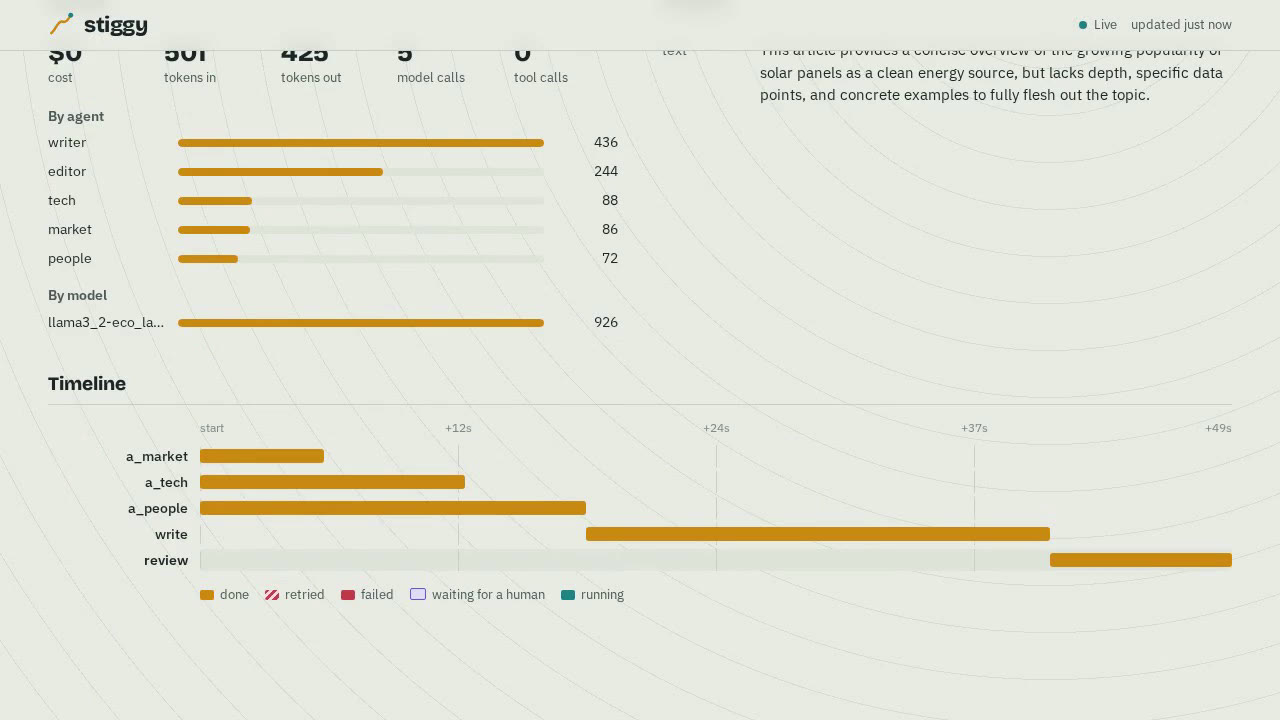 stiggy
Live updated just now
$0 501 425 5 0
cost tokens in tokens out model calls tool calls
text
This article provides a concise overview of the growing popularity of
solar panels as a clean energy source, but lacks depth, specific data
points, and concrete examples to fully flesh out the topic.
By agent
writer 436
editor 244
tech 88
market 86
people 72
By model
llama3_2-eco_la... 926
Timeline
start +12s +24s +37s +49s
a_market
a_tech
a_people
write
review
done retried failed waiting for a human running